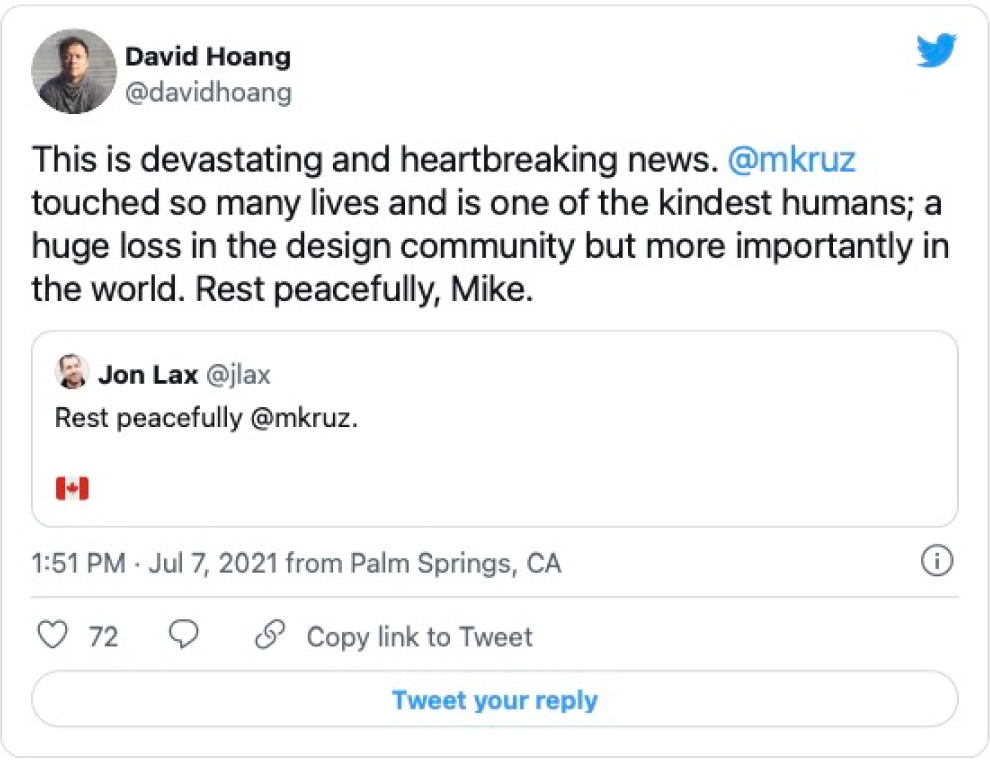 David Hoang
@davidhoang
This is devastating and heartbreaking news. @mkruz
touched so many lives and is one of the kindest humans; a
huge loss in the design community but more importantly in
the world. Rest peacefully, Mike.
Jon Lax @jlax
Rest peacefully @mkruz.
1:51 PM · Jul 7, 2021 from Palm Springs, CA
72
Copy link to Tweet
Tweet your reply